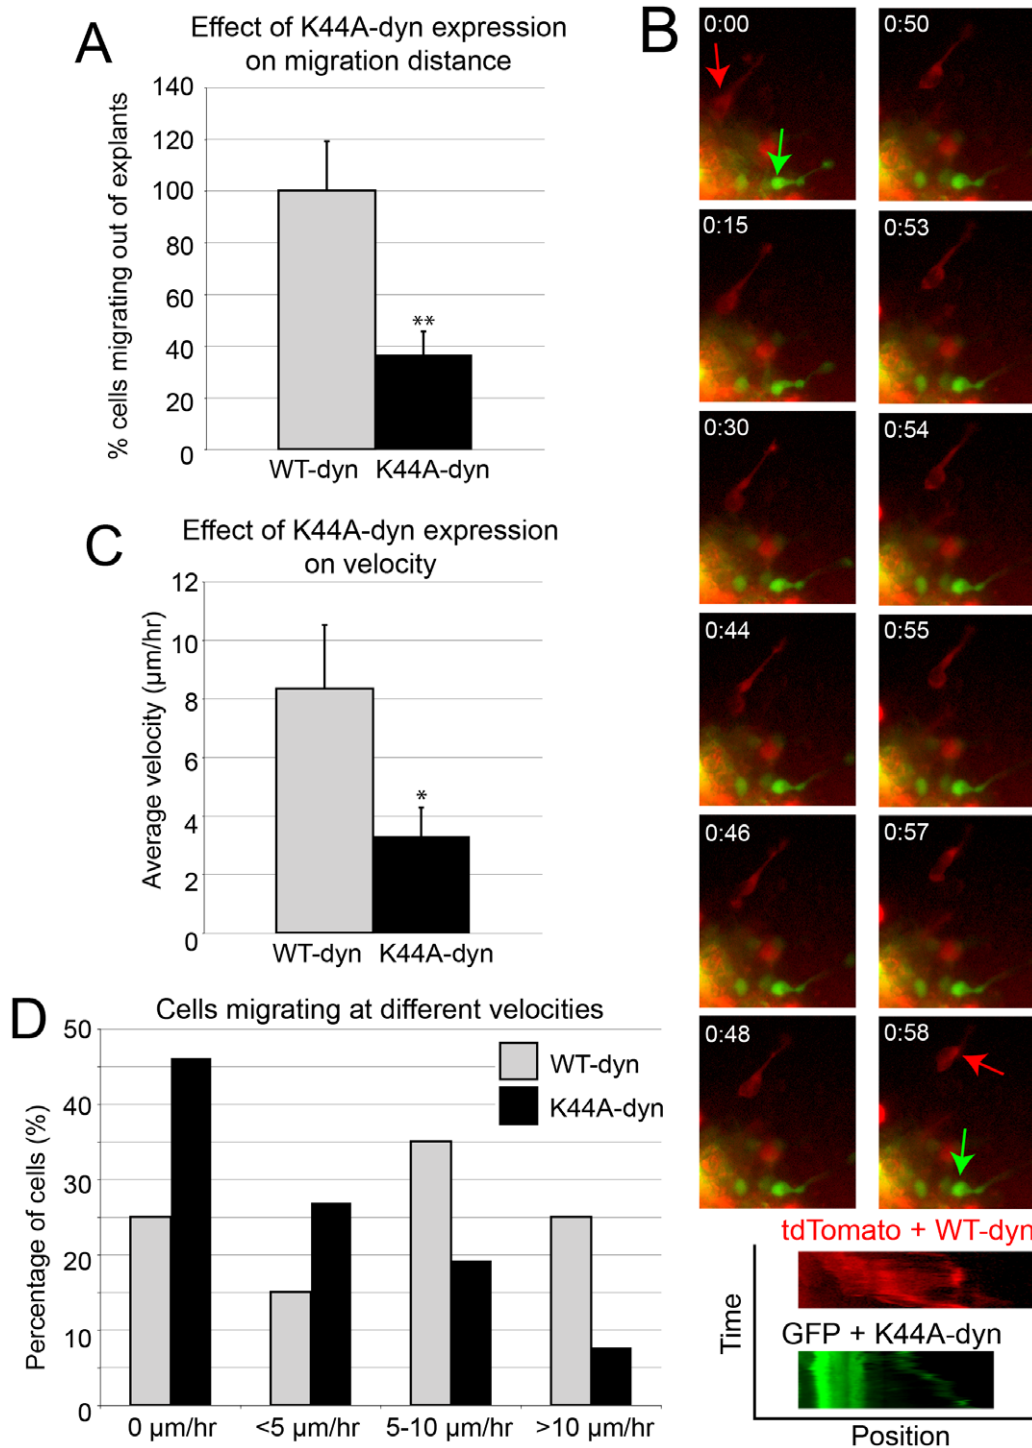 A
Effect of K44A-dyn expression
on migration distance
% cells migrating out of explants
140
120
100
80
60
40
20
0
WT-dyn
K44A-dyn
**
B
0:00
0:50
0:15
0:53
0:30
0:54
0:44
0:55
0:46
0:57
0:48
0:58
tdTomato + WT-dyn
GFP + K44A-dyn
Time
Position
C
Effect of K44A-dyn expression
on velocity
Average velocity (µm/hr)
12
10
8
6
4
2
0
*
WT-dyn
K44A-dyn
D
Cells migrating at different velocities
Percentage of cells (%)
50
40
30
20
10
0
WT-dyn
K44A-dyn
0 µm/hr
<5 µm/hr
5-10 µm/hr
>10 µm/hr